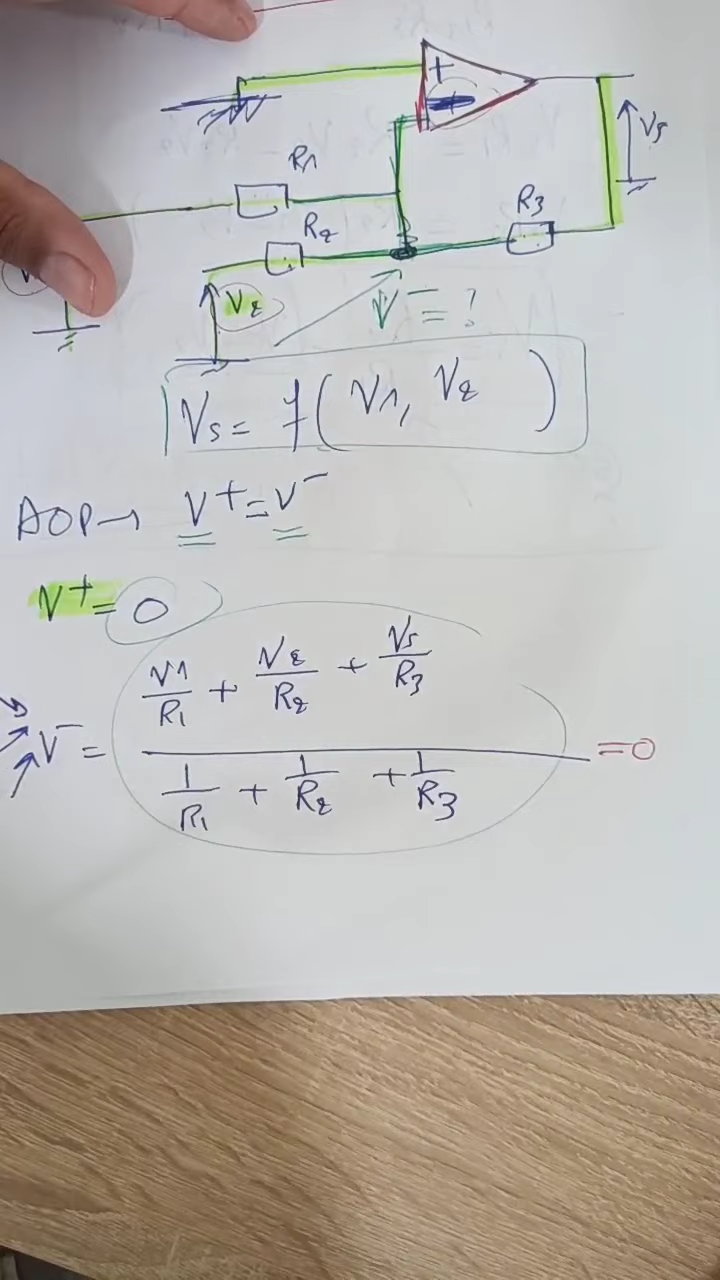 +
Vs
R1
R2
R3
V2
V⁻ = ?
Vs = f(V1, V2)
AOP→ V⁺ = V⁻
V⁺ = 0
V⁻ = (V1/R1 + V2/R2 + Vs/R3) / (1/R1 + 1/R2 + 1/R3) = 0